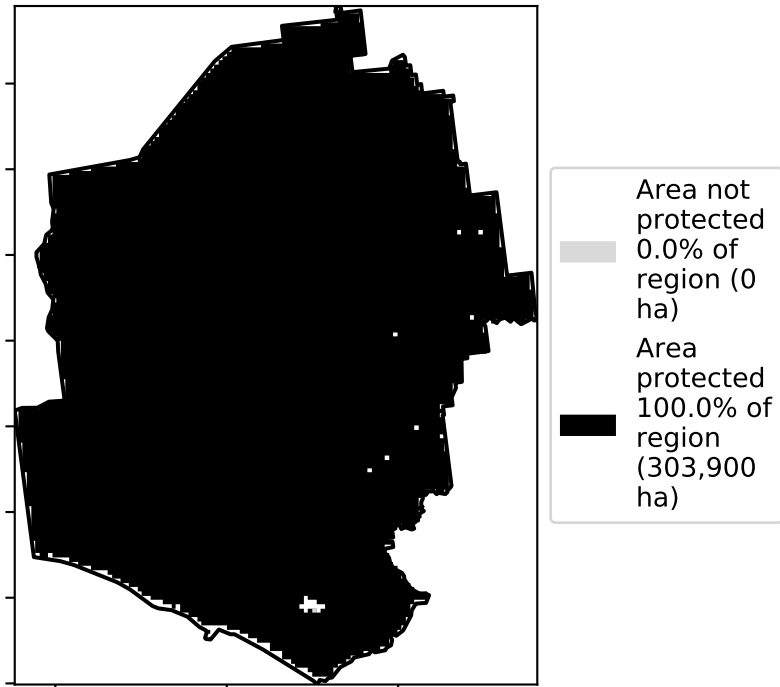 Area not
protected
0.0% of
region (0
ha)
Area
protected
100.0% of
region
(303,900
ha)